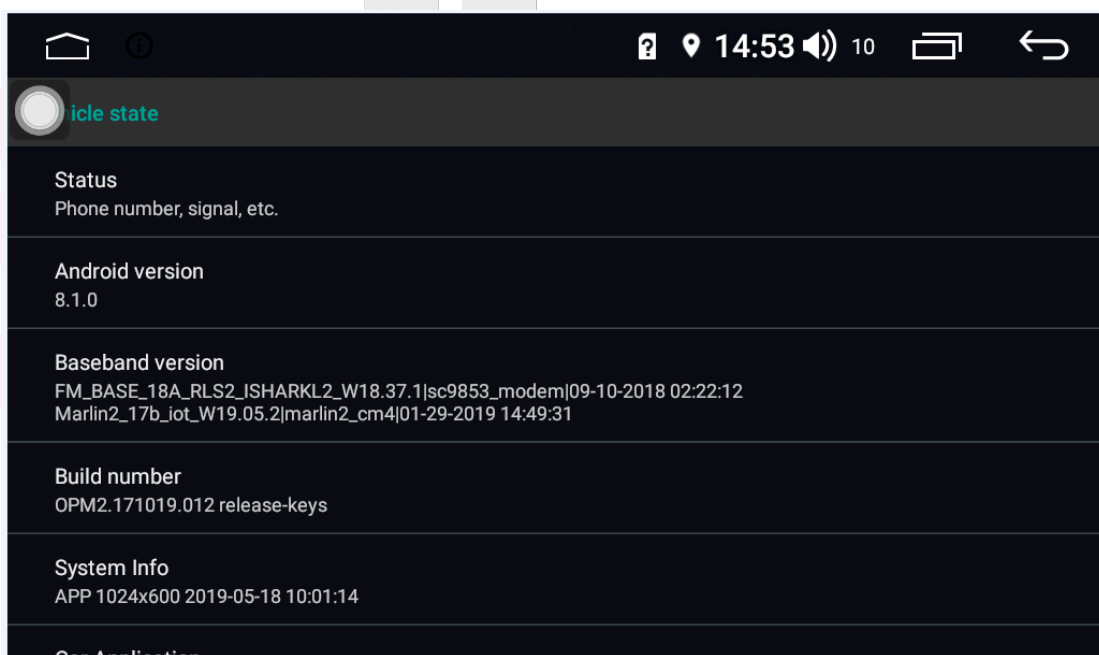 14:53 10
icle state
Status
Phone number, signal, etc.
Android version
8.1.0
Baseband version
FM_BASE_18A_RLS2_ISHARKL2_W18.37.1|sc9853_modem|09-10-2018 02:22:12
Marlin2_17b_iot_W19.05.2|marlin2_cm4|01-29-2019 14:49:31
Build number
OPM2.171019.012 release-keys
System Info
APP 1024x600 2019-05-18 10:01:14